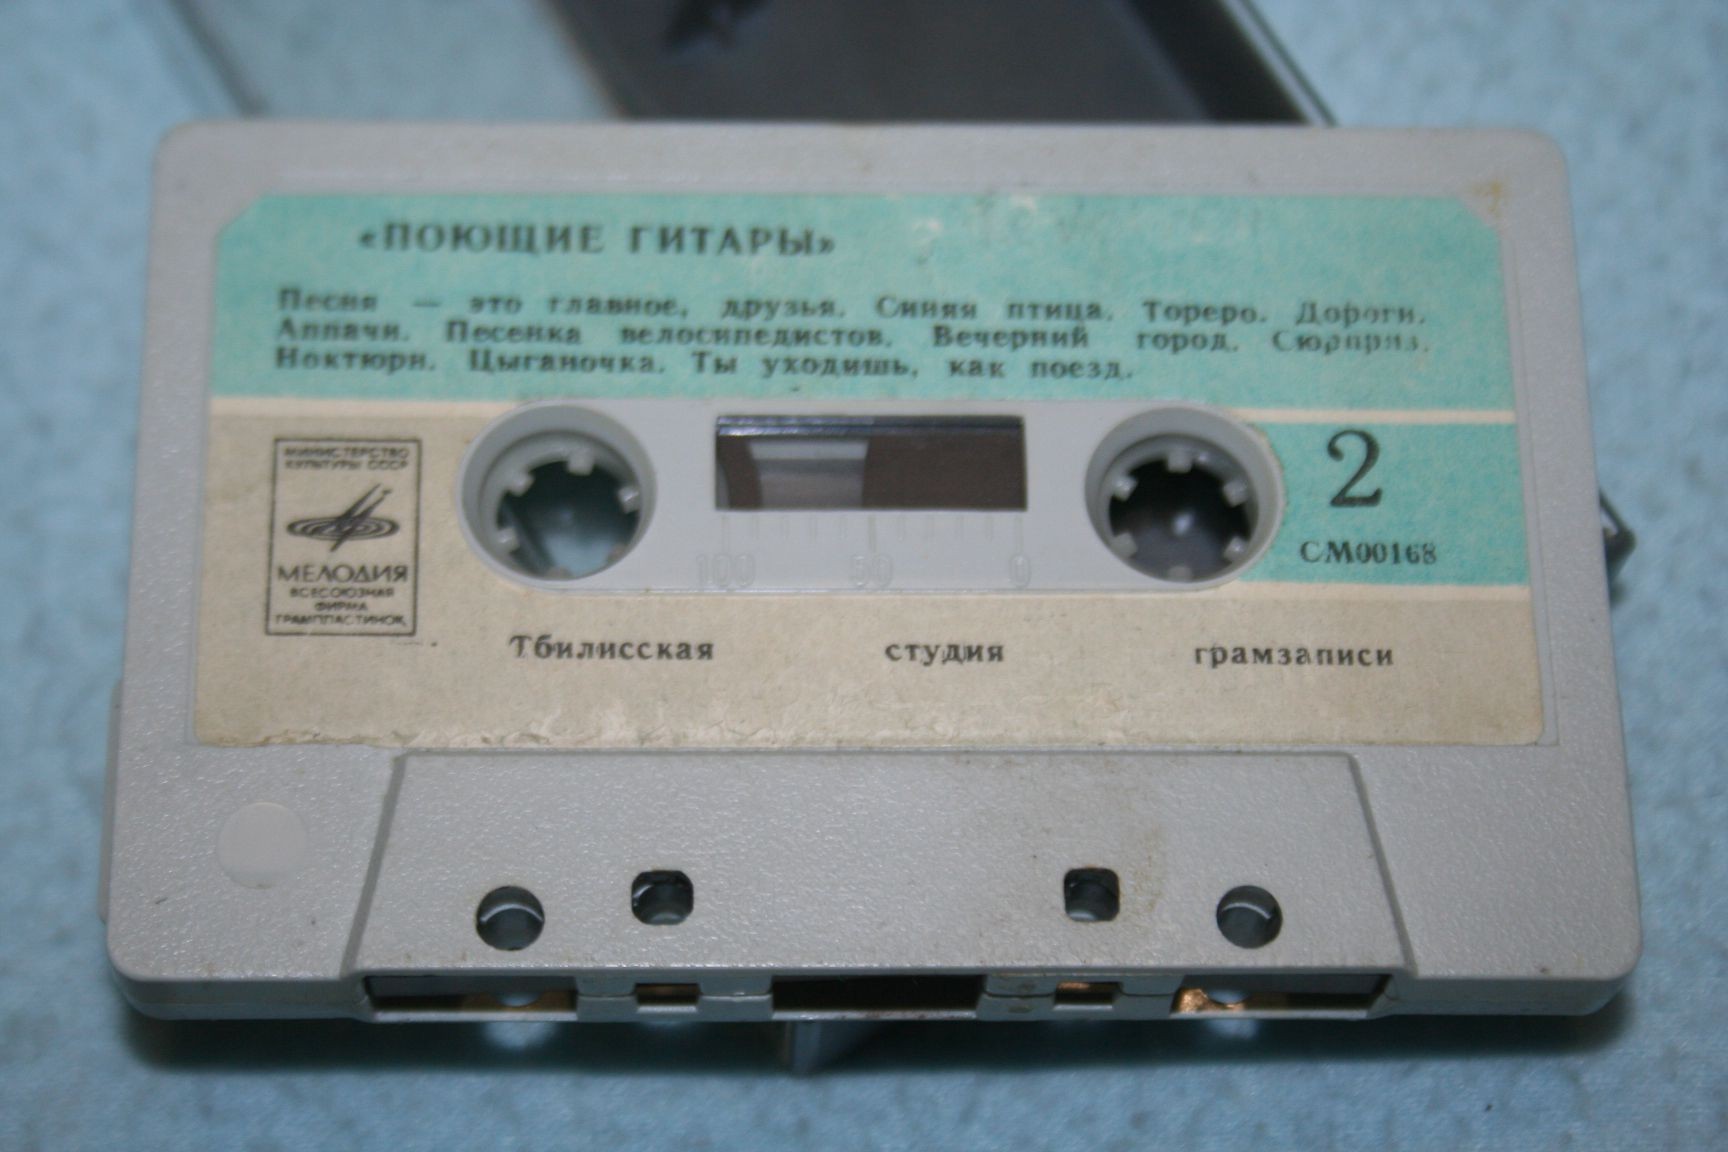 «ПОЮЩИЕ ГИТАРЫ»
Песня — это главное, друзья. Синяя птица. Тореро. Дороги.
Аппачи. Песенка велосипедистов. Вечерний город. Сюрприз.
Ноктюрн. Цыганочка. Ты уходишь, как поезд.
МИНИСТЕРСТВО
КУЛЬТУРЫ СССР
МЕЛОДИЯ
ВСЕСОЮЗНАЯ
ФИРМА
ГРАМПЛАСТИНОК
2
СМ00168
100 50 0
Тбилисская студия грамзаписи